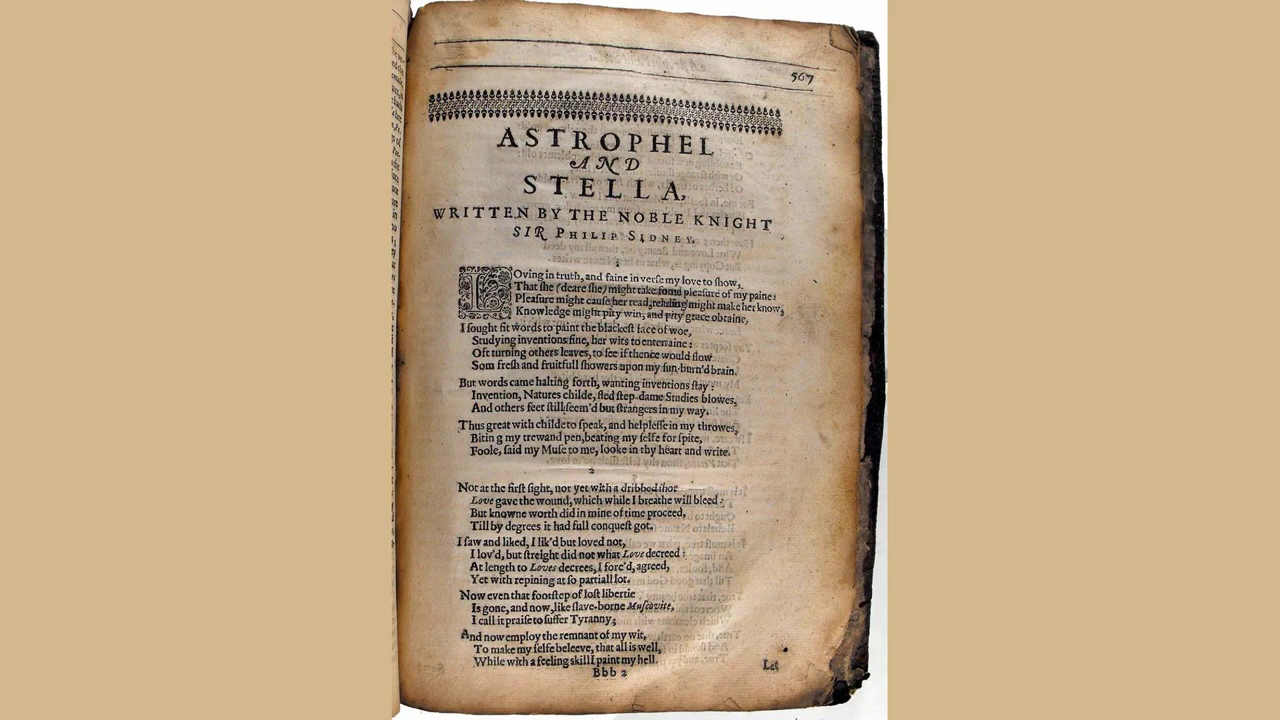 567
ASTROPHEL
AND
STELLA,
WRITTEN BY THE NOBLE KNIGHT
SIR PHILIP SIDNEY.
1
LOving in truth, and faine in verse my love to ſhow,
That ſhe (deare ſhe) might take ſome pleaſure of my paine:
Pleaſure might cauſe her read, reading might make her know,
Knowledge might pity win, and pity grace obtaine,
I ſought fit words to paint the blackeſt face of woe,
Studying inventions fine, her wits to entertaine:
Oft turning others leaves, to ſee if thence would flow
Som freſh and fruitfull ſhowers upon my ſun-burn'd brain.
But words came halting forth, wanting inventions ſtay:
Invention, Natures childe, fled ſtep-dame Studies blowes,
And others feet ſtill ſeem'd but ſtrangers in my way.
Thus great with childe to ſpeak, and helpleſſe in my throwes,
Biting my trewand pen, beating my ſelfe for ſpite,
Foole, ſaid my Muſe to me, looke in thy heart and write.
2
Not at the firſt ſight, nor yet with a dribbed ſhot
Love gave the wound, which while I breathe will bleed:
But knowne worth did in mine of time proceed,
Till by degrees it had full conqueſt got.
I ſaw and liked, I lik'd but loved not,
I lov'd, but ſtreight did not what Love decreed:
At length to Loves decrees, I forc'd, agreed,
Yet with repining at ſo partiall lot.
Now even that footſtep of loſt libertie
Is gone, and now, like ſlave-borne Muſcovite,
I call it praiſe to ſuffer Tyranny;
And now employ the remnant of my wit,
To make my ſelfe beleeve, that all is well,
While with a feeling skill I paint my hell.
Bbb 2
Let